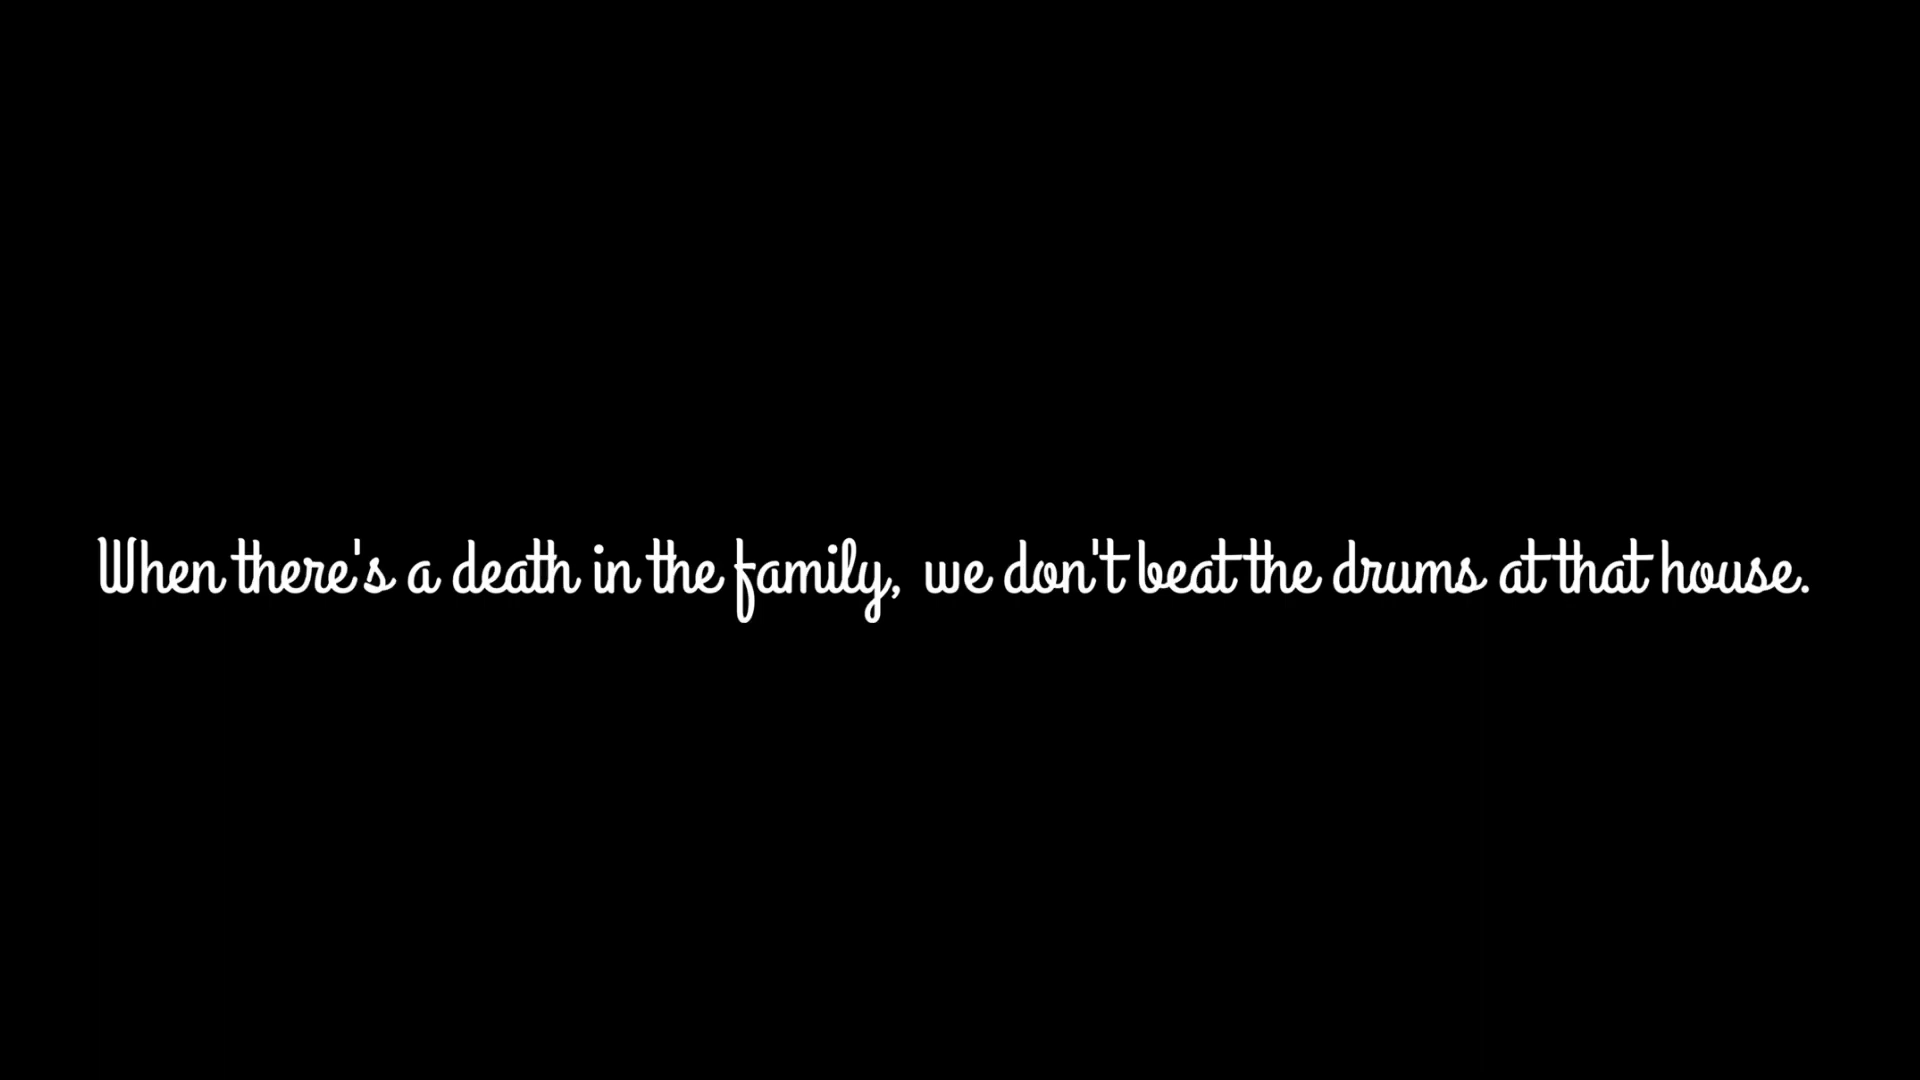 When there's a death in the family, we don't beat the drums at that house.